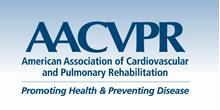 AACVPR
American Association of Cardiovascular
and Pulmonary Rehabilitation
Promoting Health & Preventing Disease